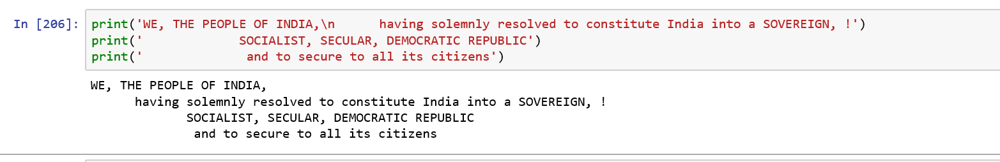 In [206]: print('WE, THE PEOPLE OF INDIA,\n      having solemnly resolved to constitute India into a SOVEREIGN, !')
print('             SOCIALIST, SECULAR, DEMOCRATIC REPUBLIC')
print('              and to secure to all its citizens')
WE, THE PEOPLE OF INDIA,
      having solemnly resolved to constitute India into a SOVEREIGN, !
             SOCIALIST, SECULAR, DEMOCRATIC REPUBLIC
              and to secure to all its citizens